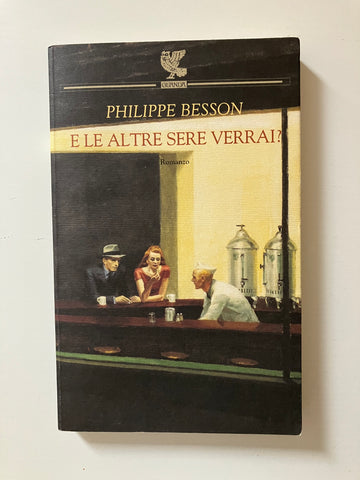 GUANDA
PHILIPPE BESSON
E LE ALTRE SERE VERRAI?
Romanzo